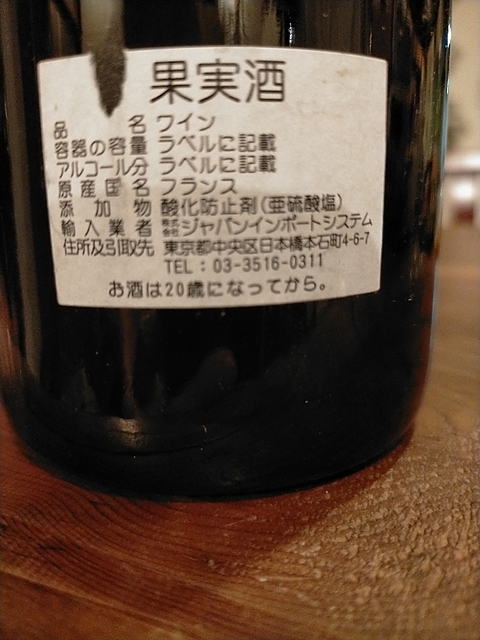 果実酒
品名 ワイン
容器の容量 ラベルに記載
アルコール分 ラベルに記載
原産国名 フランス
添加物 酸化防止剤(亜硫酸塩)
輸入業者 株式会社ジャパンインポートシステム
住所及引取先 東京都中央区日本橋本石町4-6-7
TEL:03-3516-0311
お酒は20歳になってから。